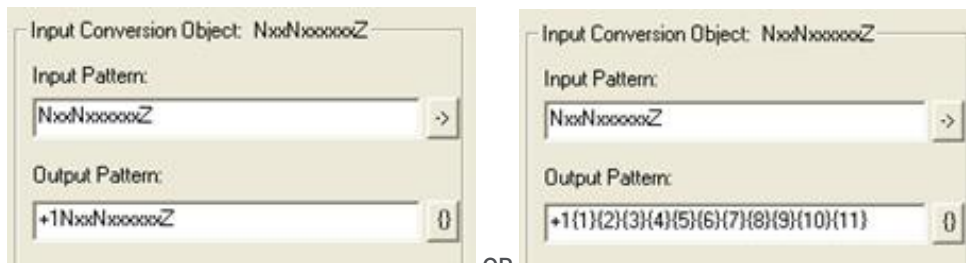 Input Conversion Object: NxxNxxxxxxZ
Input Pattern:
NxxNxxxxxxZ
->
Output Pattern:
+1NxxNxxxxxxZ
{}
OR
Input Conversion Object: NxxNxxxxxxZ
Input Pattern:
NxxNxxxxxxZ
->
Output Pattern:
+1{1}{2}{3}{4}{5}{6}{7}{8}{9}{10}{11}
{}